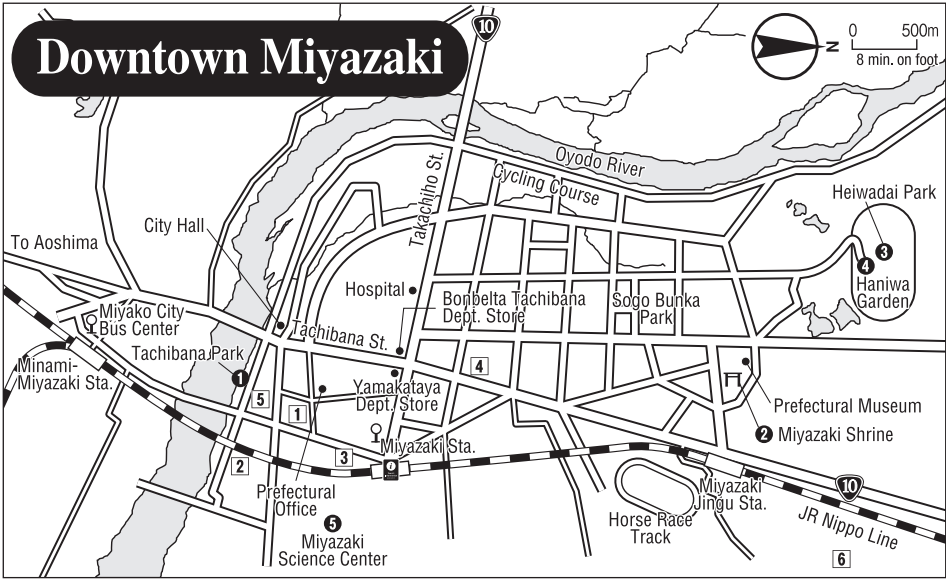 Downtown Miyazaki
10
N
0 500m
8 min. on foot
Oyodo River
Cycling Course
Takachiho St.
Heiwadai Park
3
4
Haniwa
Garden
City Hall
To Aoshima
Hospital
Bonbelta Tachibana
Dept. Store
Sogo Bunka
Park
Miyako City
Bus Center
Tachibana St.
Tachibana Park
1
Minami-
Miyazaki Sta.
4
Yamakataya
Dept. Store
5
1
Prefectural Museum
2 Miyazaki Shrine
Miyazaki Sta.
i
2
3
Prefectural
Office
5
Miyazaki
Science Center
Horse Race
Track
Miyazaki
Jingu Sta.
10
JR Nippo Line
6